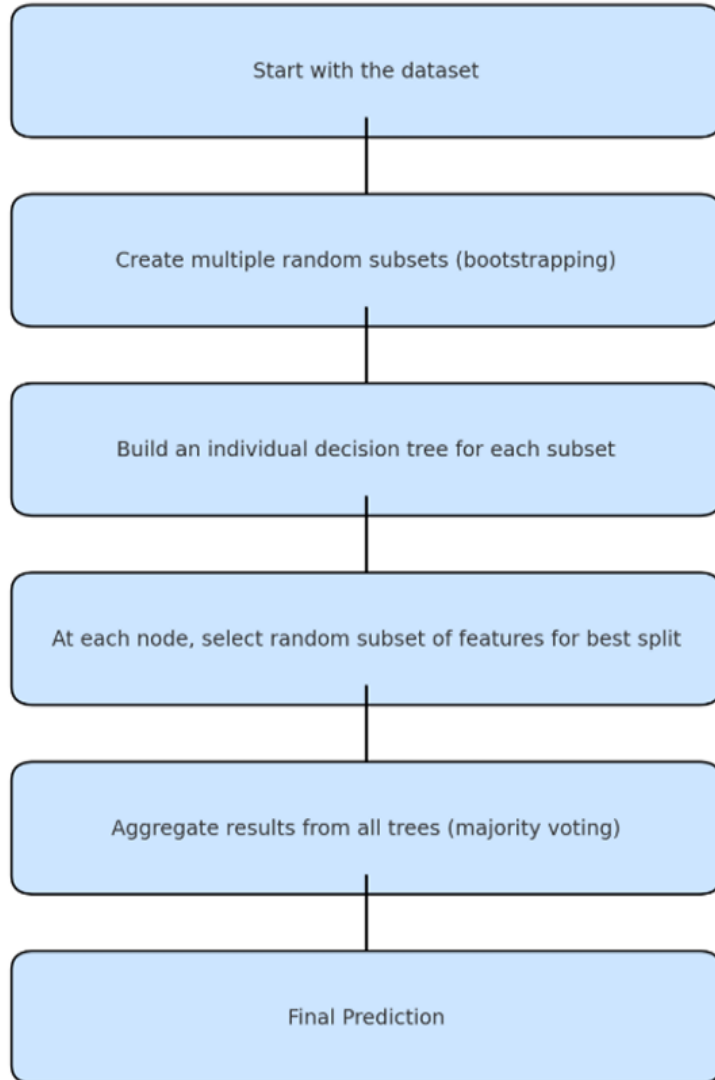 Start with the dataset
Create multiple random subsets (bootstrapping)
Build an individual decision tree for each subset
At each node, select random subset of features for best split
Aggregate results from all trees (majority voting)
Final Prediction